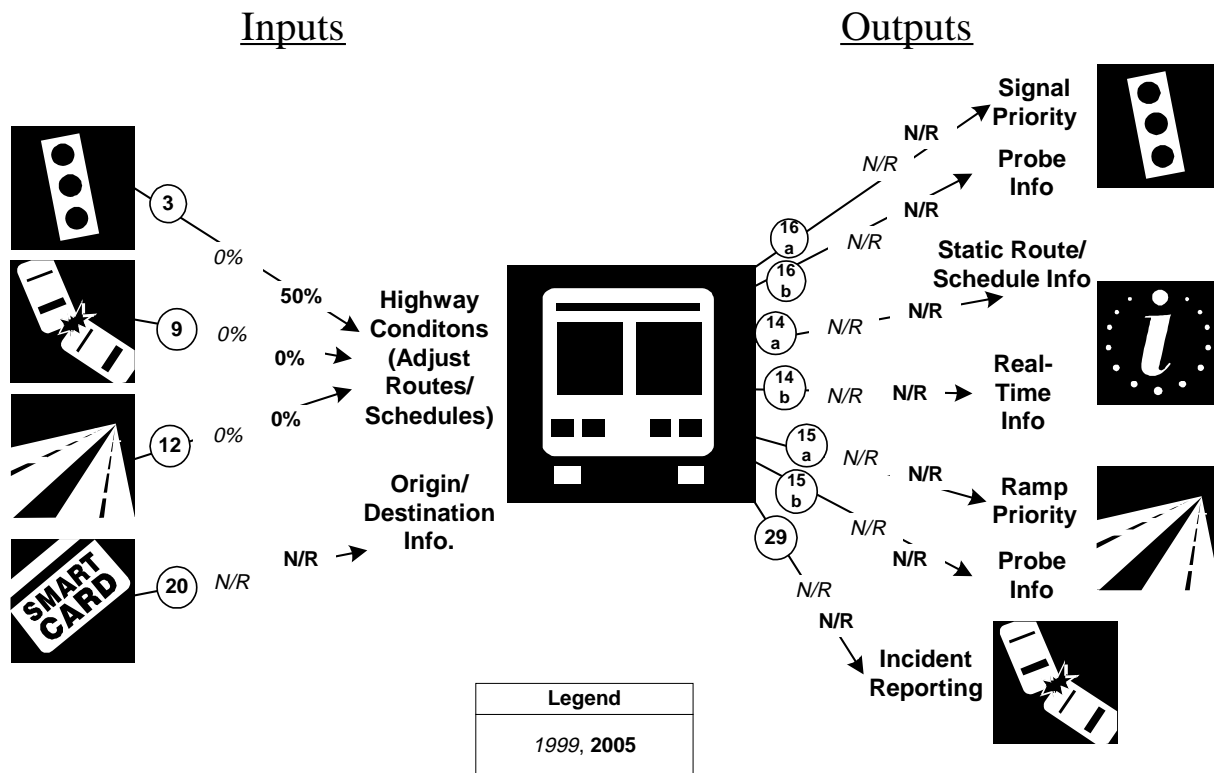 Inputs
Outputs
3
0%
50%
9
0%
0%
12
0%
0%
20
N/R
N/R
SMART
CARD
Highway
Conditons
(Adjust
Routes/
Schedules)
Origin/
Destination
Info.
16
a
N/R
N/R
Signal
Priority
16
b
N/R
N/R
Probe
Info
14
a
N/R
N/R
Static Route/
Schedule Info
14
b
N/R
N/R
Real-
Time
Info
i
15
a
N/R
N/R
Ramp
Priority
15
b
N/R
N/R
Probe
Info
29
N/R
N/R
Incident
Reporting
Legend
1999, 2005